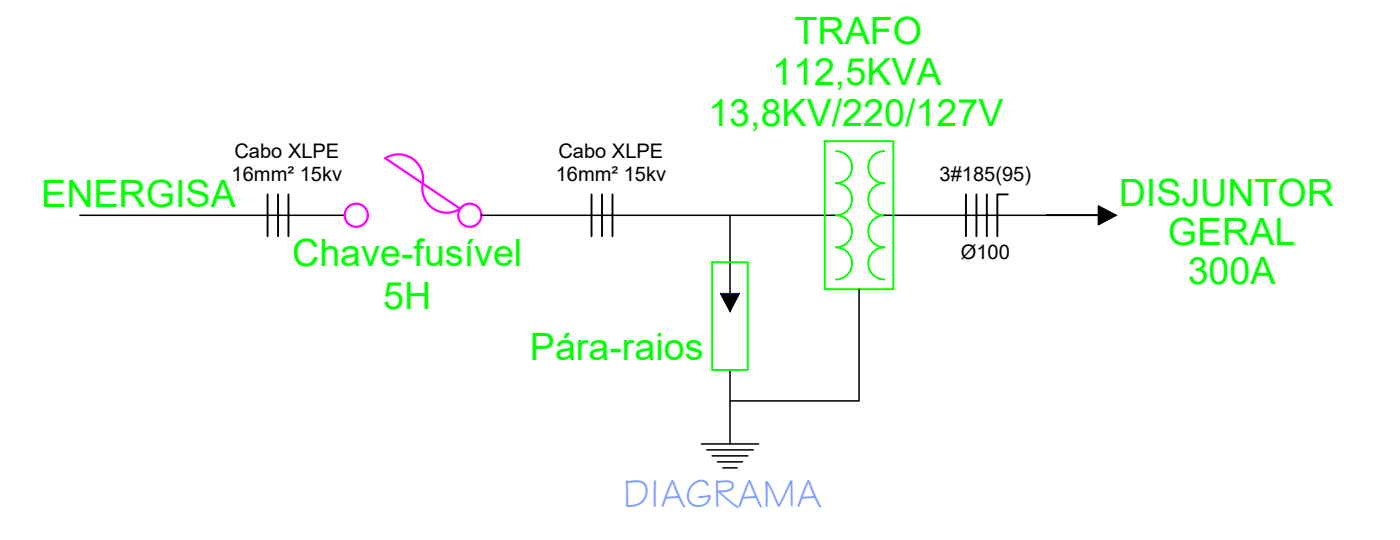 TRAFO
112,5KVA
13,8KV/220/127V
Cabo XLPE
16mm² 15kv
Cabo XLPE
16mm² 15kv
3#185(95)
ENERGISA
DISJUNTOR
GERAL
300A
Ø100
Chave-fusível
5H
Pára-raios
DIAGRAMA